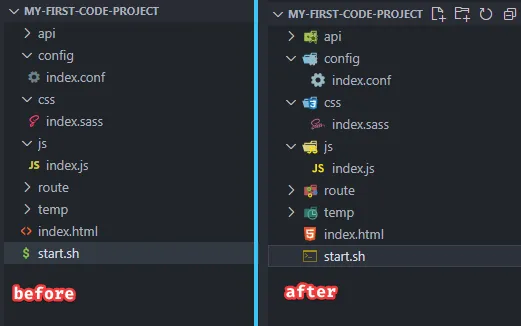 MY-FIRST-CODE-PROJECT
api
config
index.conf
css
index.sass
js
JS index.js
route
temp
<> index.html
$ start.sh
before
MY-FIRST-CODE-PROJECT
api
config
index.conf
css
index.sass
js
JS index.js
route
temp
index.html
start.sh
after